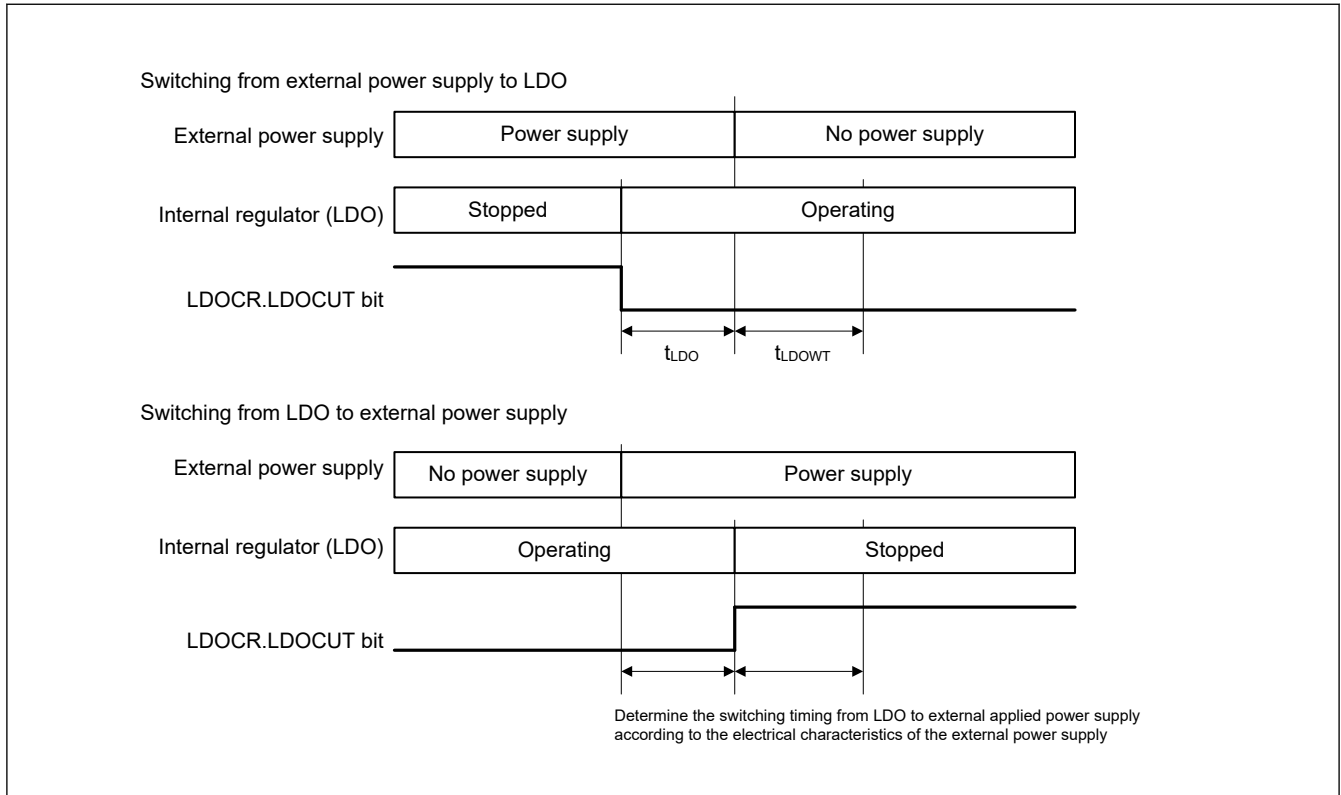 Switching from external power supply to LDO
External power supply
Power supply
No power supply
Internal regulator (LDO)
Stopped
Operating
LDOCR.LDOCUT bit
tLDO
tLDOWT
Switching from LDO to external power supply
External power supply
No power supply
Power supply
Internal regulator (LDO)
Operating
Stopped
LDOCR.LDOCUT bit
Determine the switching timing from LDO to external applied power supply
according to the electrical characteristics of the external power supply